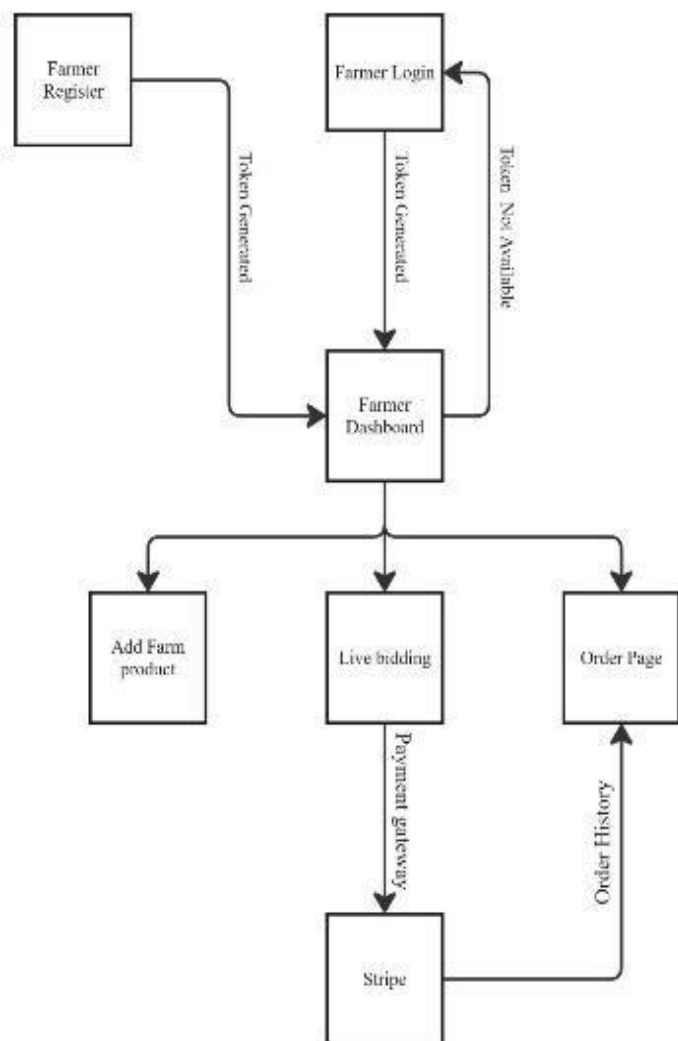 Farmer
Register
Farmer Login
Token Generated
Token Generated
Token Not Available
Farmer
Dashboard
Add Farm
product
Live bidding
Order Page
Payment gateway
Order History
Stripe